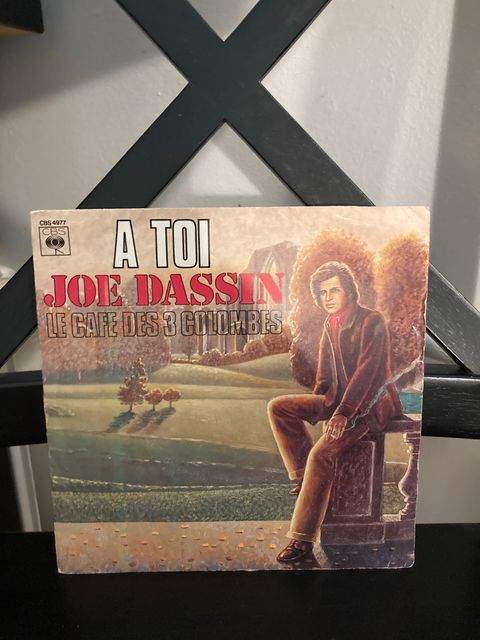 CBS 4977
CBS
A TOI
JOE DASSIN
LE CAFE DES 3 COLOMBES